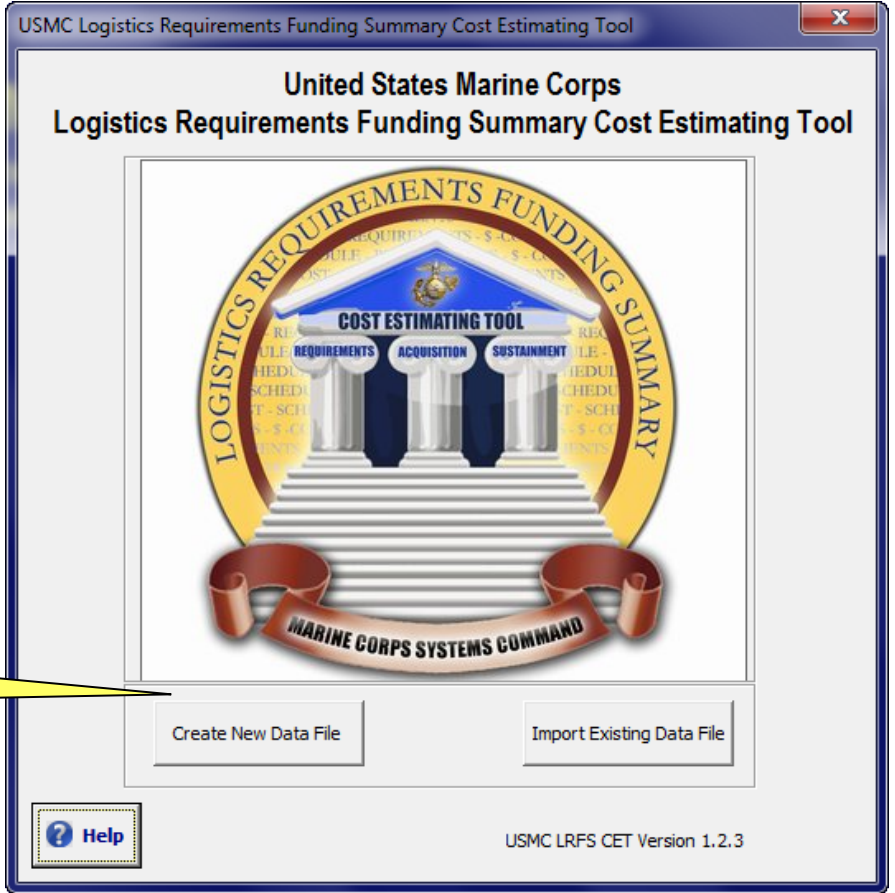 USMC Logistics Requirements Funding Summary Cost Estimating Tool
X
United States Marine Corps
Logistics Requirements Funding Summary Cost Estimating Tool
LOGISTICS REQUIREMENTS FUNDING SUMMARY
COST ESTIMATING TOOL
REQUIREMENTS
ACQUISITION
SUSTAINMENT
MARINE CORPS SYSTEMS COMMAND
Create New Data File
Import Existing Data File
? Help
USMC LRFS CET Version 1.2.3